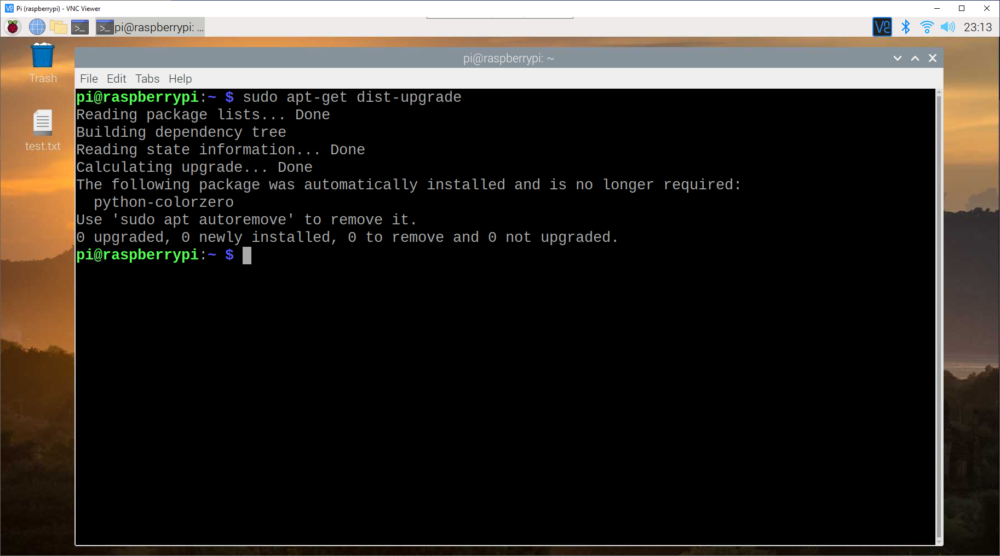 Pi (raspberrypi) - VNC Viewer
pi@raspberrypi: ...
23:13
Trash
test.txt
pi@raspberrypi: ~
File Edit Tabs Help
pi@raspberrypi:~ $ sudo apt-get dist-upgrade
Reading package lists... Done
Building dependency tree
Reading state information... Done
Calculating upgrade... Done
The following package was automatically installed and is no longer required:
  python-colorzero
Use 'sudo apt autoremove' to remove it.
0 upgraded, 0 newly installed, 0 to remove and 0 not upgraded.
pi@raspberrypi:~ $